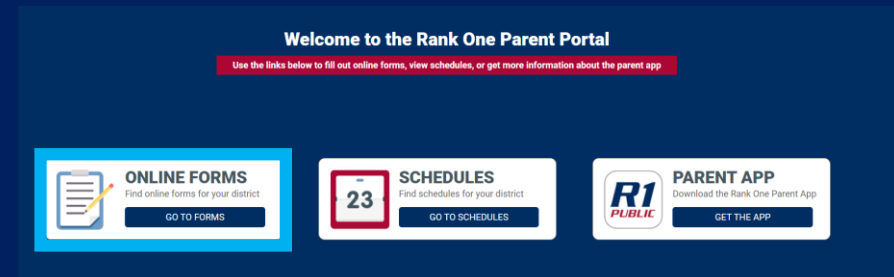 Welcome to the Rank One Parent Portal
Use the links below to fill out online forms, view schedules, or get more information about the parent app
ONLINE FORMS
Find online forms for your district
GO TO FORMS
23
SCHEDULES
Find schedules for your district
GO TO SCHEDULES
R1
PUBLIC
PARENT APP
Download the Rank One Parent App
GET THE APP